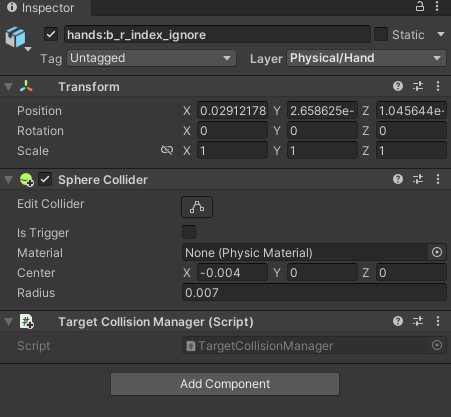 Inspector
hands:b_r_index_ignore Static
Tag Untagged Layer Physical/Hand
Transform
Position X 0.02912178 Y 2.658625e- Z 1.045644e-
Rotation X 0 Y 0 Z 0
Scale X 1 Y 1 Z 1
Sphere Collider
Edit Collider
Is Trigger
Material None (Physic Material)
Center X -0.004 Y 0 Z 0
Radius 0.007
# Target Collision Manager (Script)
Script # TargetCollisionManager
Add Component